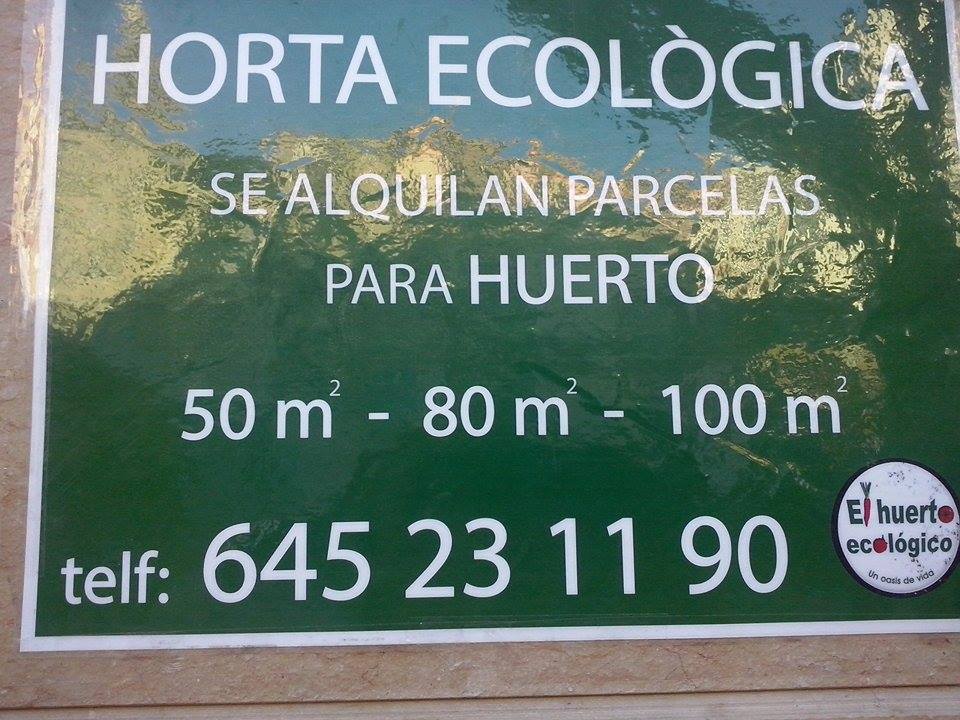 HORTA ECOLÒGICA
SE ALQUILAN PARCELAS
PARA HUERTO
50 m² - 80 m² - 100 m²
telf: 645 23 11 90
El huerto
ecológico
Un oasis de vida